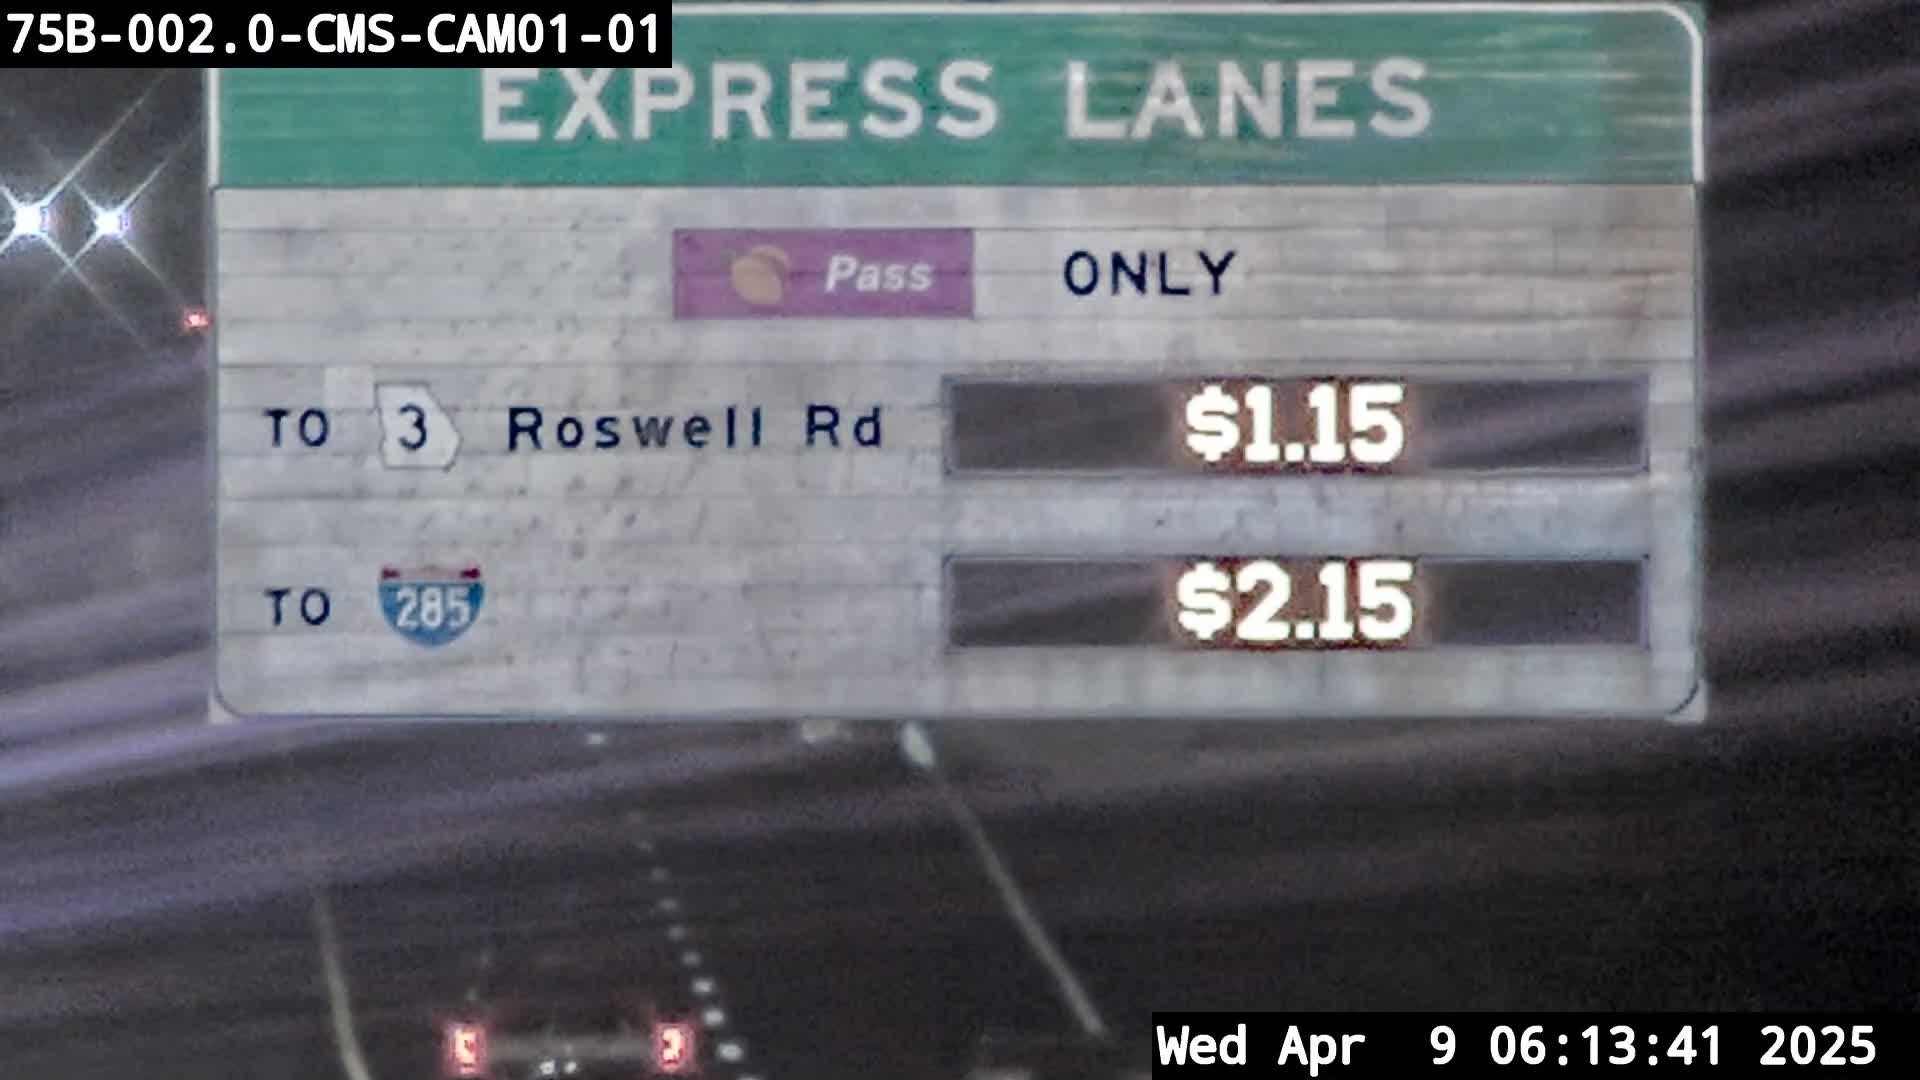 75B-002.0-CMS-CAM01-01
EXPRESS LANES
Pass ONLY
TO 3 Roswell Rd $1.15
TO 285 $2.15
Wed Apr 9 06:13:41 2025